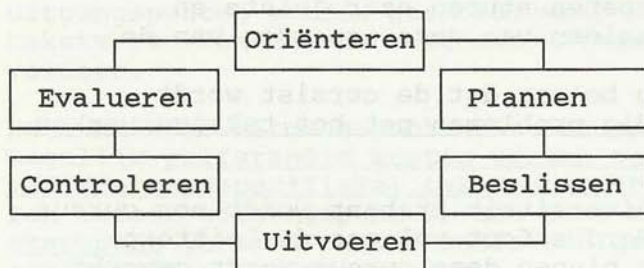 Oriënteren
Evalueren
Plannen
Controleren
Beslissen
Uitvoeren